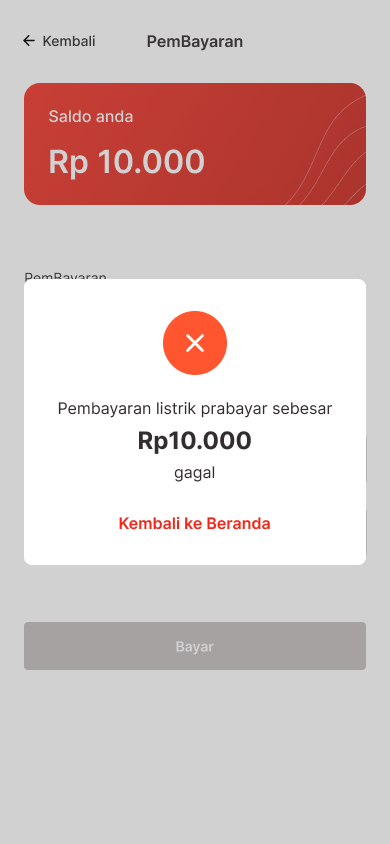 Kembali
PemBayaran
Saldo anda
Rp 10.000
PemBayaran
Pembayaran listrik prabayar sebesar
Rp10.000
gagal
Kembali ke Beranda
Bayar